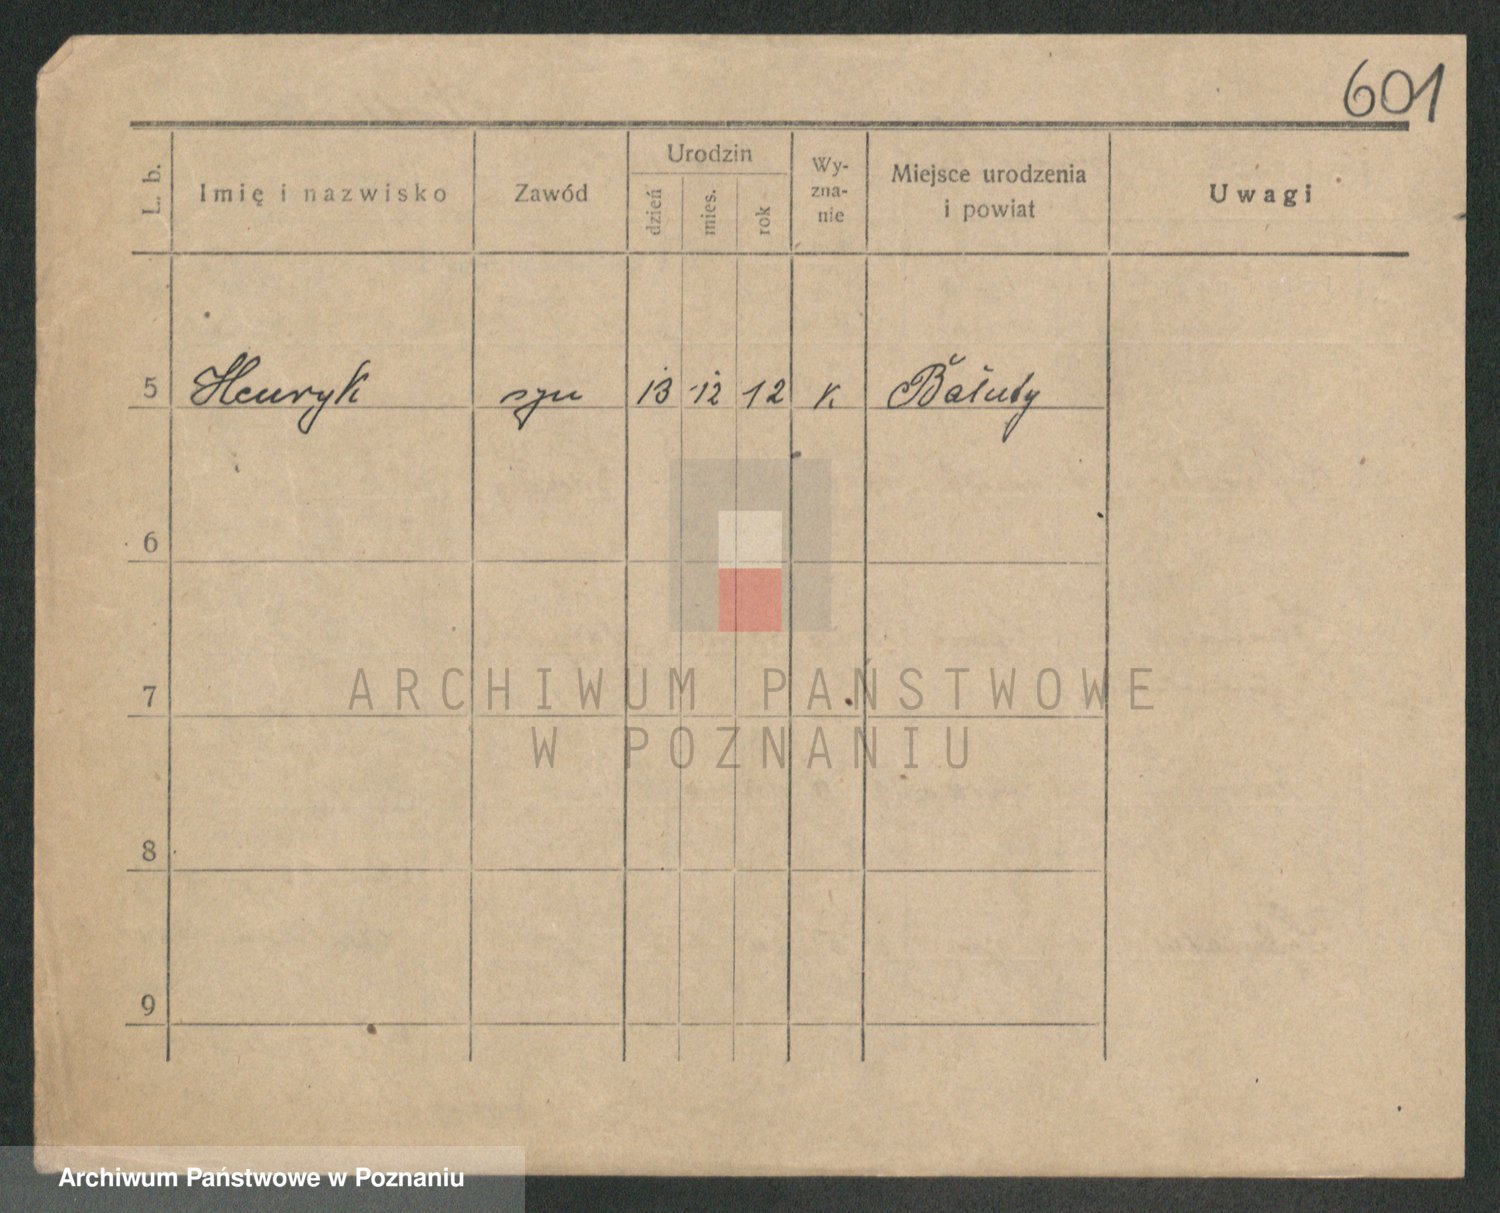 601
L. b.
Imię i nazwisko
Zawód
Urodzin
dzień
mies.
rok
Wy-
zna-
nie
Miejsce urodzenia
i powiat
Uwagi
5 Henryk syn 13 12 12 k Bałuty
6
7
8
9
ARCHIWUM PAŃSTWOWE
W POZNANIU
Archiwum Państwowe w Poznaniu